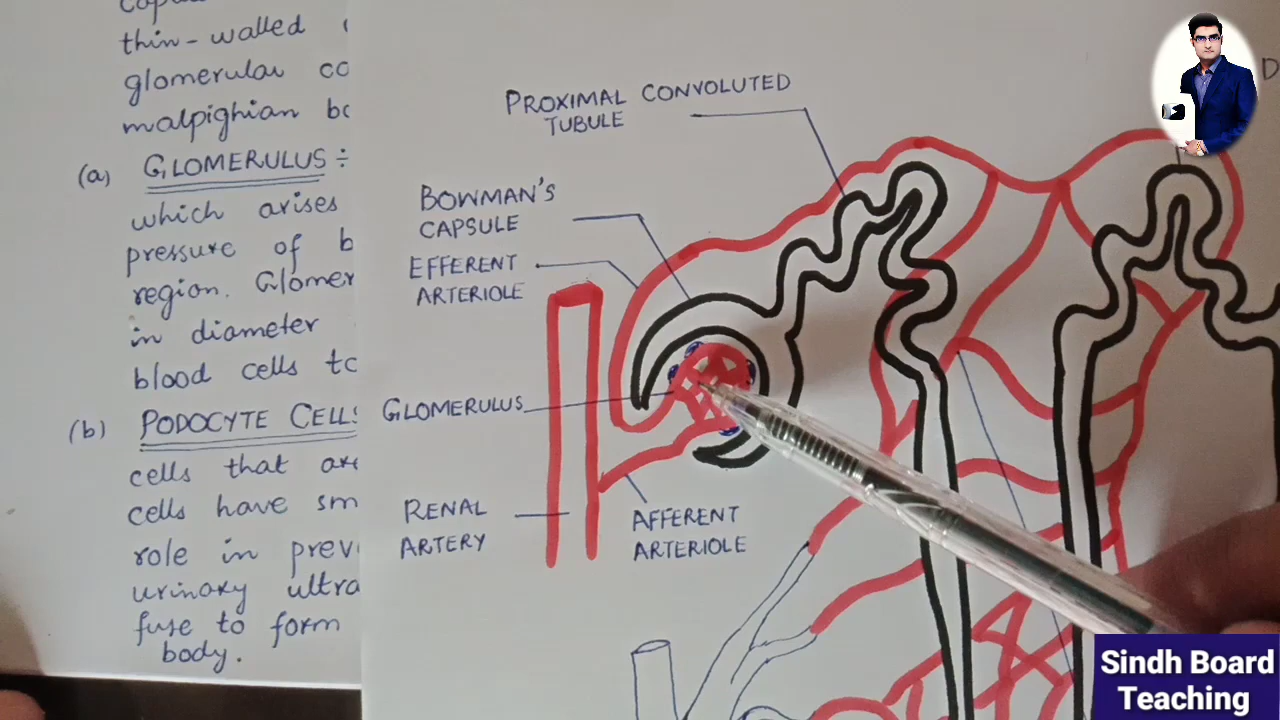 thin-walled
glomerular co
malpighian bo
(a) GLOMERULUS ÷
which arises
pressure of b
region. Glomer
in diameter
blood cells to
(b) PODOCYTE CELLS
cells that are
cells have sm
role in prev
urinary ultra
fuse to form
body.
PROXIMAL CONVOLUTED
TUBULE
BOWMAN'S
CAPSULE
EFFERENT
ARTERIOLE
GLOMERULUS
RENAL
ARTERY
AFFERENT
ARTERIOLE
D
Sindh Board
Teaching